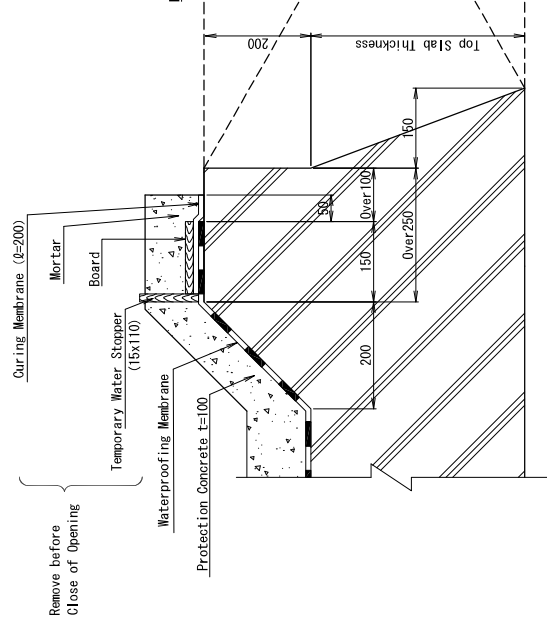 Remove before
Close of Opening
Curing Membrane (ℓ=200)
Mortar
Board
Temporary Water Stopper
(15x110)
Waterproofing Membrane
Protection Concrete t=100
200
Top Slab Thickness
50
150
Over100
150
Over250
200